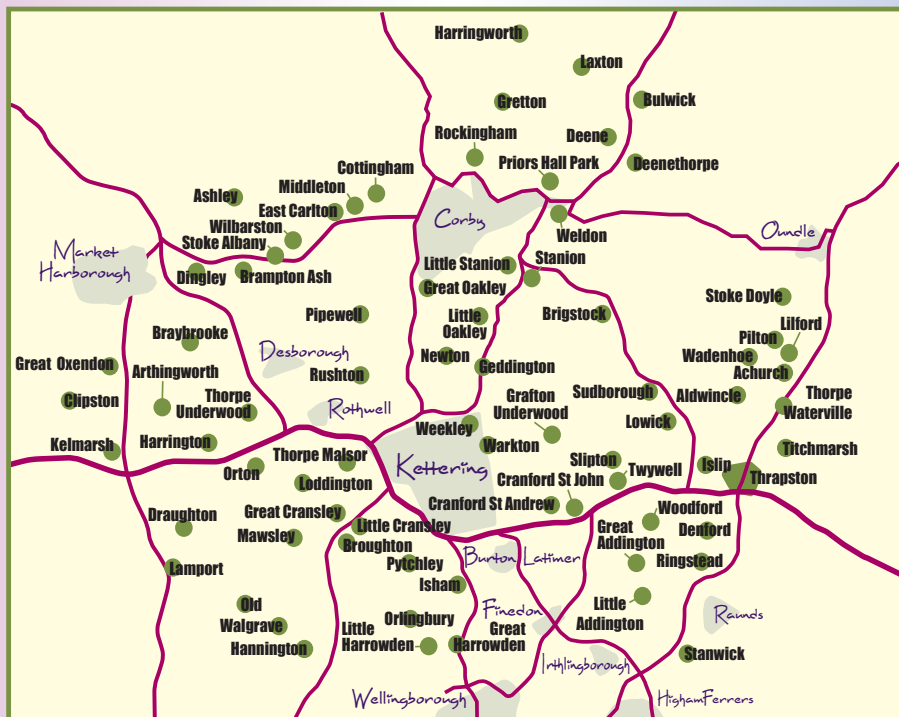 Harringworth
Laxton
Gretton
Bulwick
Rockingham
Deene
Priors Hall Park
Deenethorpe
Cottingham
Middleton
Ashley
East Carlton
Corby
Wilbarston
Weldon
Oundle
Stoke Albany
Market
Harborough
Stanion
Little Stanion
Dingley
Brampton Ash
Great Oakley
Stoke Doyle
Pipewell
Little
Oakley
Brigstock
Lilford
Braybrooke
Pilton
Desborough
Newton
Wadenhoe
Great Oxendon
Geddington
Achurch
Arthingworth
Rushton
Sudborough
Aldwincle
Thorpe
Waterville
Clipston
Thorpe
Underwood
Grafton
Underwood
Rothwell
Lowick
Weekley
Kelmarsh
Harrington
Warkton
Titchmarsh
Thorpe Malsor
Kettering
Slipton
Islip
Orton
Twywell
Cranford St John
Thrapston
Loddington
Cranford St Andrew
Woodford
Great Cransley
Draughton
Little Cransley
Great
Addington
Denford
Mawsley
Broughton
Burton Latimer
Pytchley
Ringstead
Lamport
Isham
Old
Little
Addington
Finedon
Raunds
Orlingbury
Walgrave
Little
Harrowden
Great
Harrowden
Hannington
Irthlingborough
Stanwick
Wellingborough
HighamFerrers